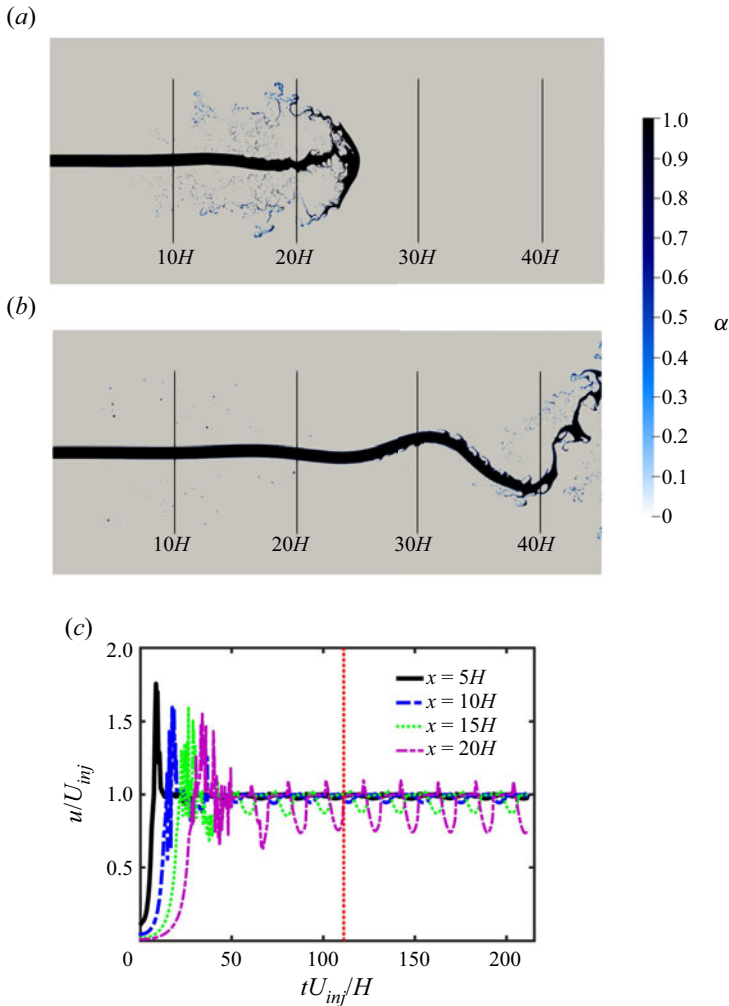 (a)
10H 20H 30H 40H
(b)
10H 20H 30H 40H
1.0
0.9
0.8
0.7
0.6
0.5
0.4
0.3
0.2
0.1
0
α
(c)
2.0
1.5
1.0
0.5
0 50 100 150 200
u/U_inj
tU_inj/H
x = 5H
x = 10H
x = 15H
x = 20H